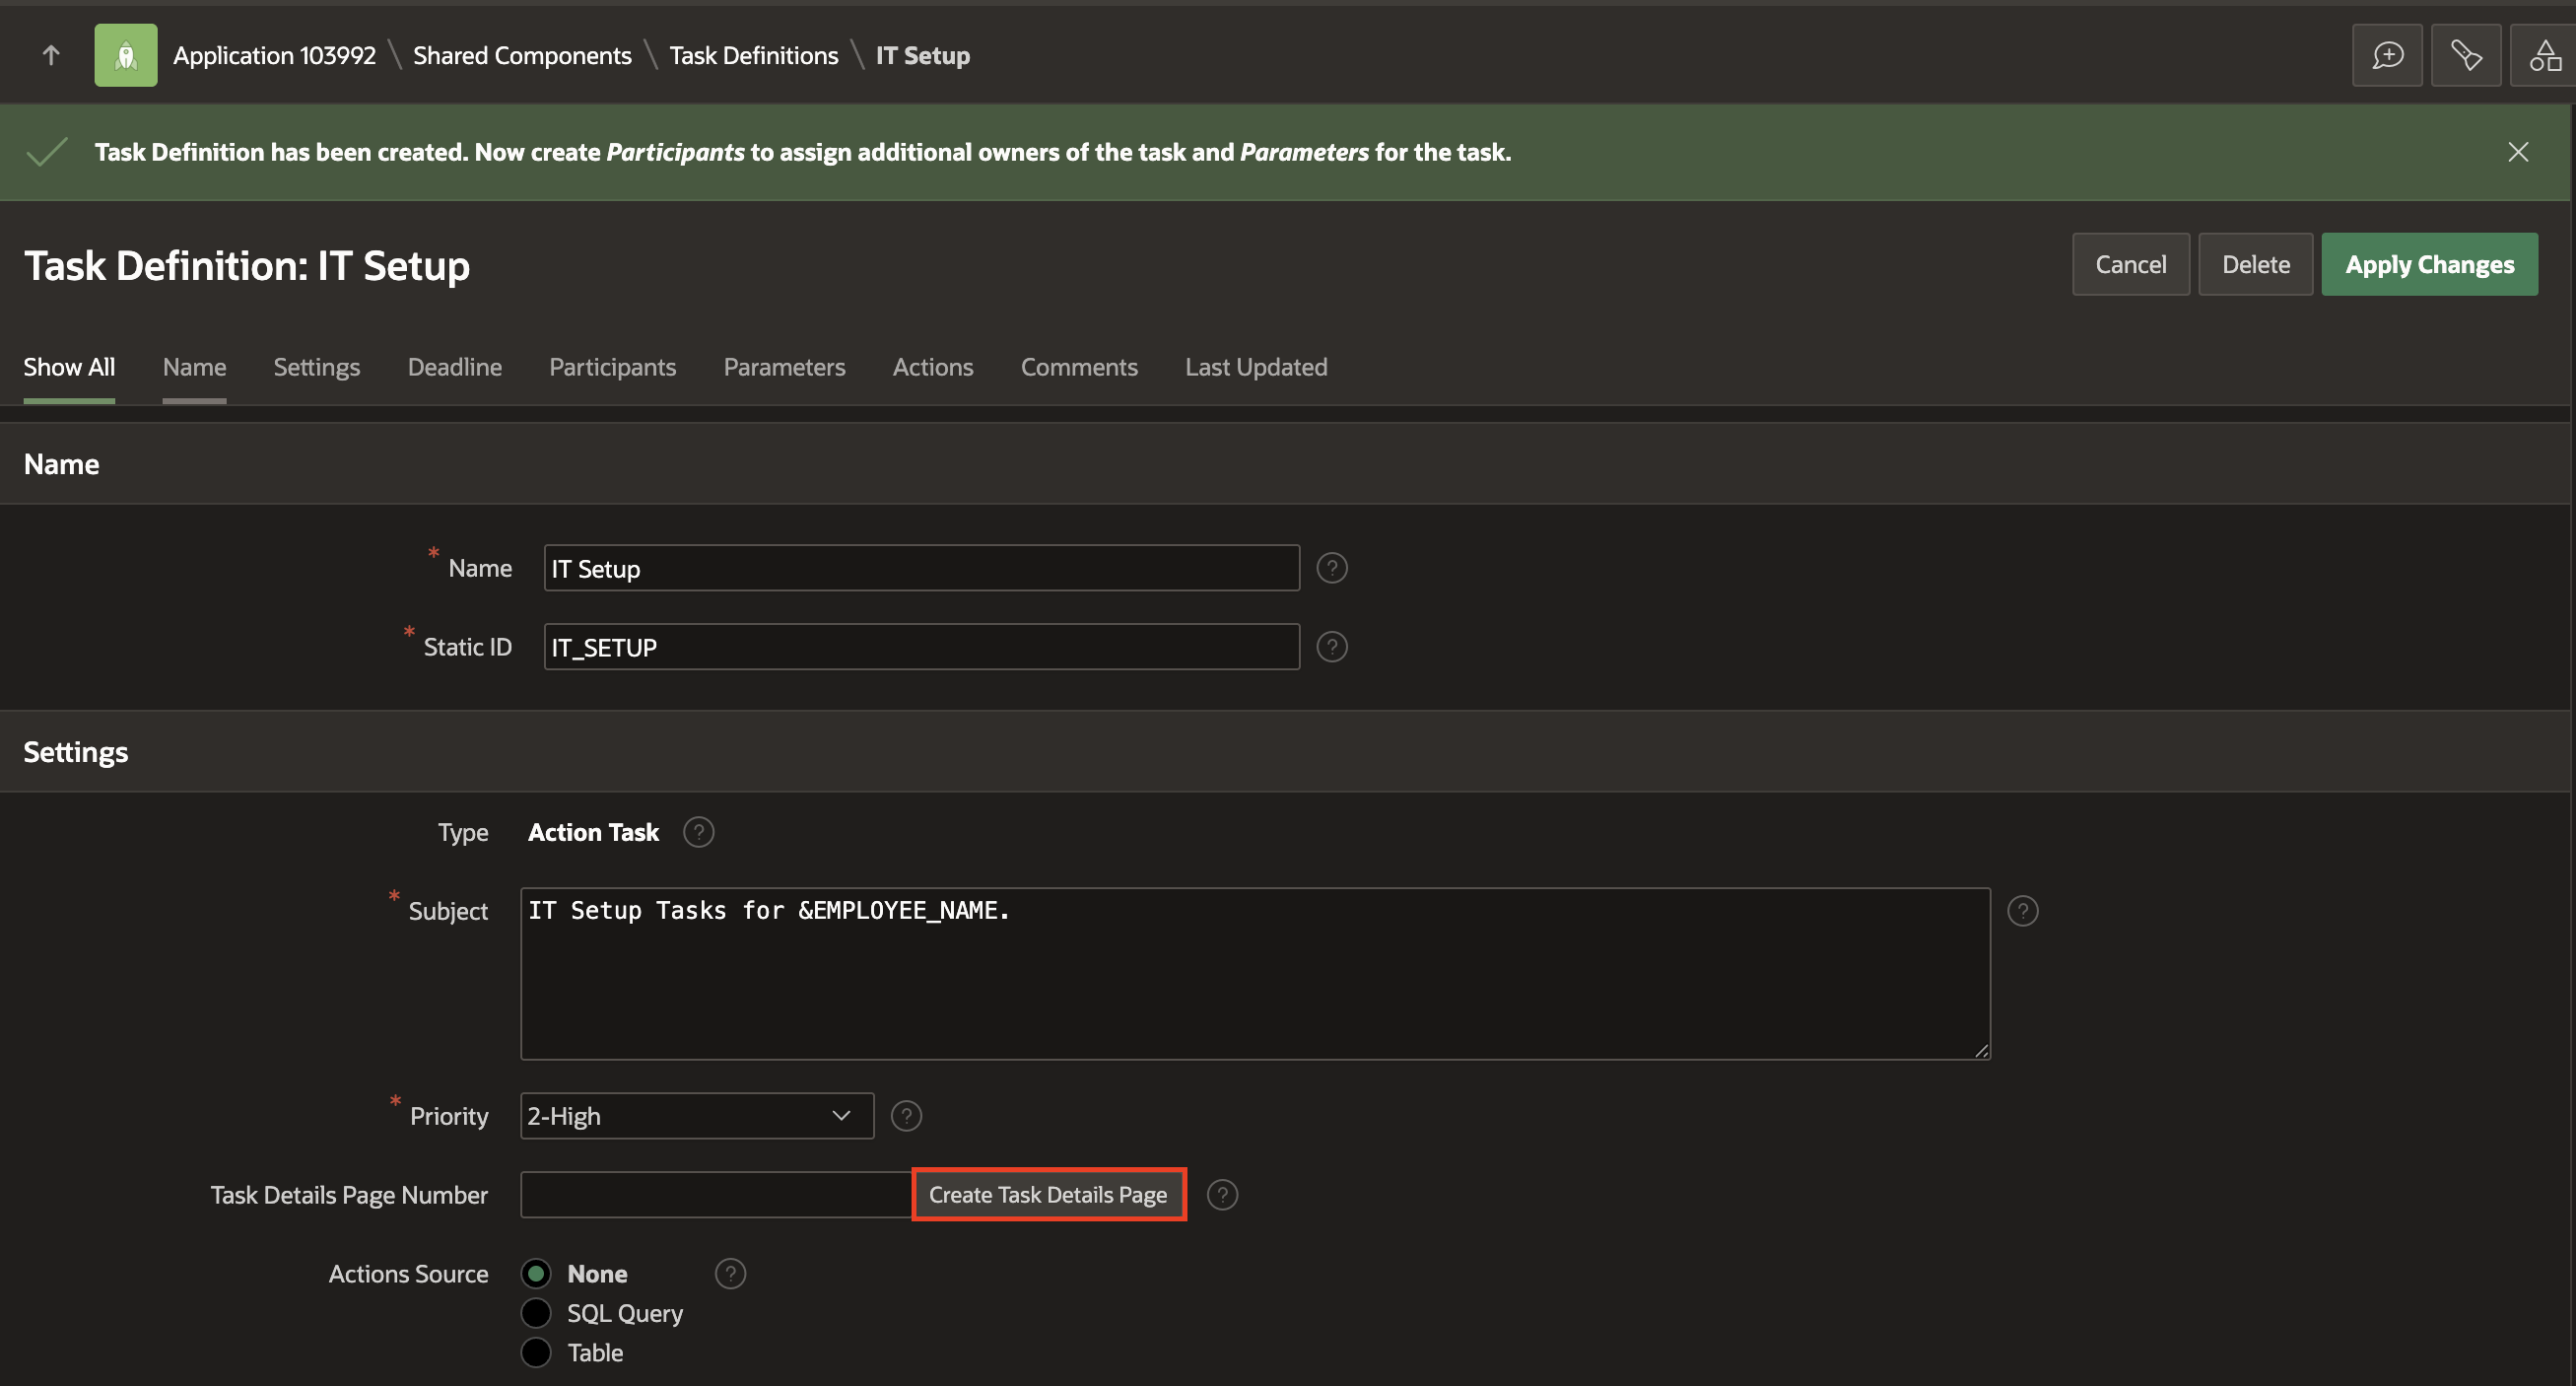 Application 103992 \ Shared Components \ Task Definitions \ IT Setup
Task Definition has been created. Now create Participants to assign additional owners of the task and Parameters for the task.
Task Definition: IT Setup
Cancel Delete Apply Changes
Show All Name Settings Deadline Participants Parameters Actions Comments Last Updated
Name
* Name IT Setup ?
* Static ID IT_SETUP ?
Settings
Type Action Task ?
* Subject IT Setup Tasks for &EMPLOYEE_NAME. ?
* Priority 2-High ?
Task Details Page Number Create Task Details Page ?
Actions Source None ?
SQL Query
Table